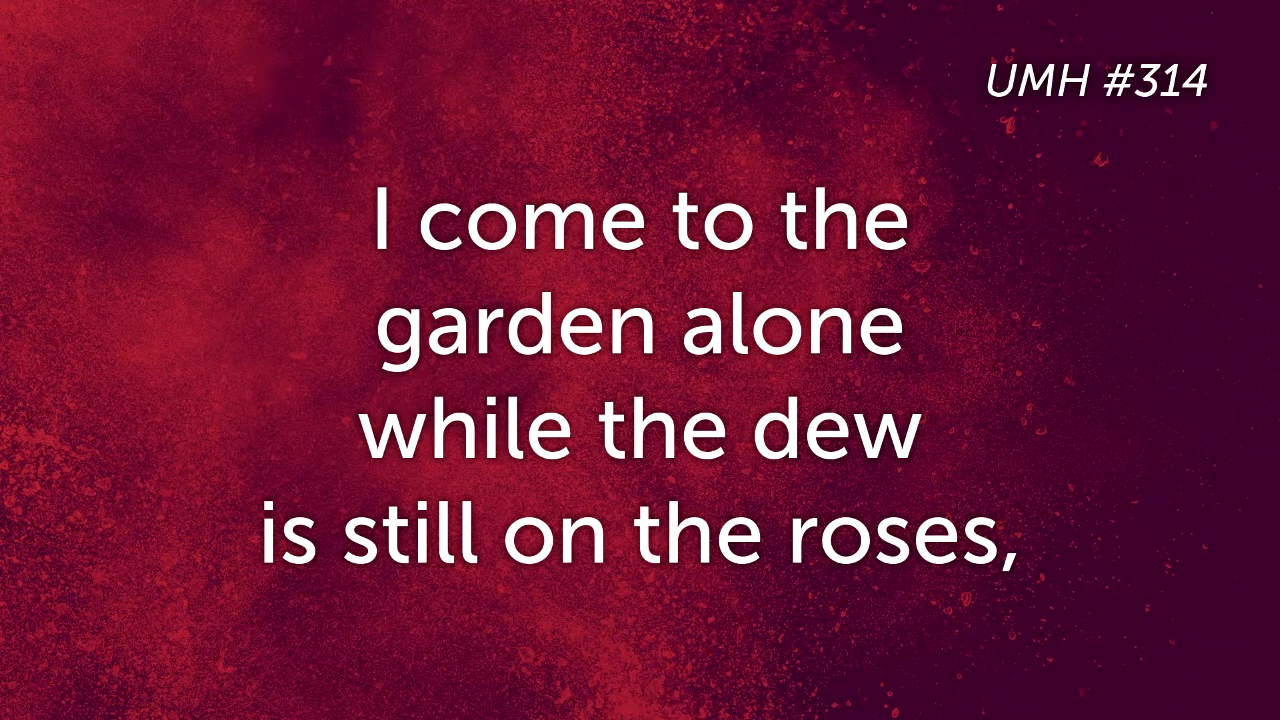 UMH #314
I come to the
garden alone
while the dew
is still on the roses,